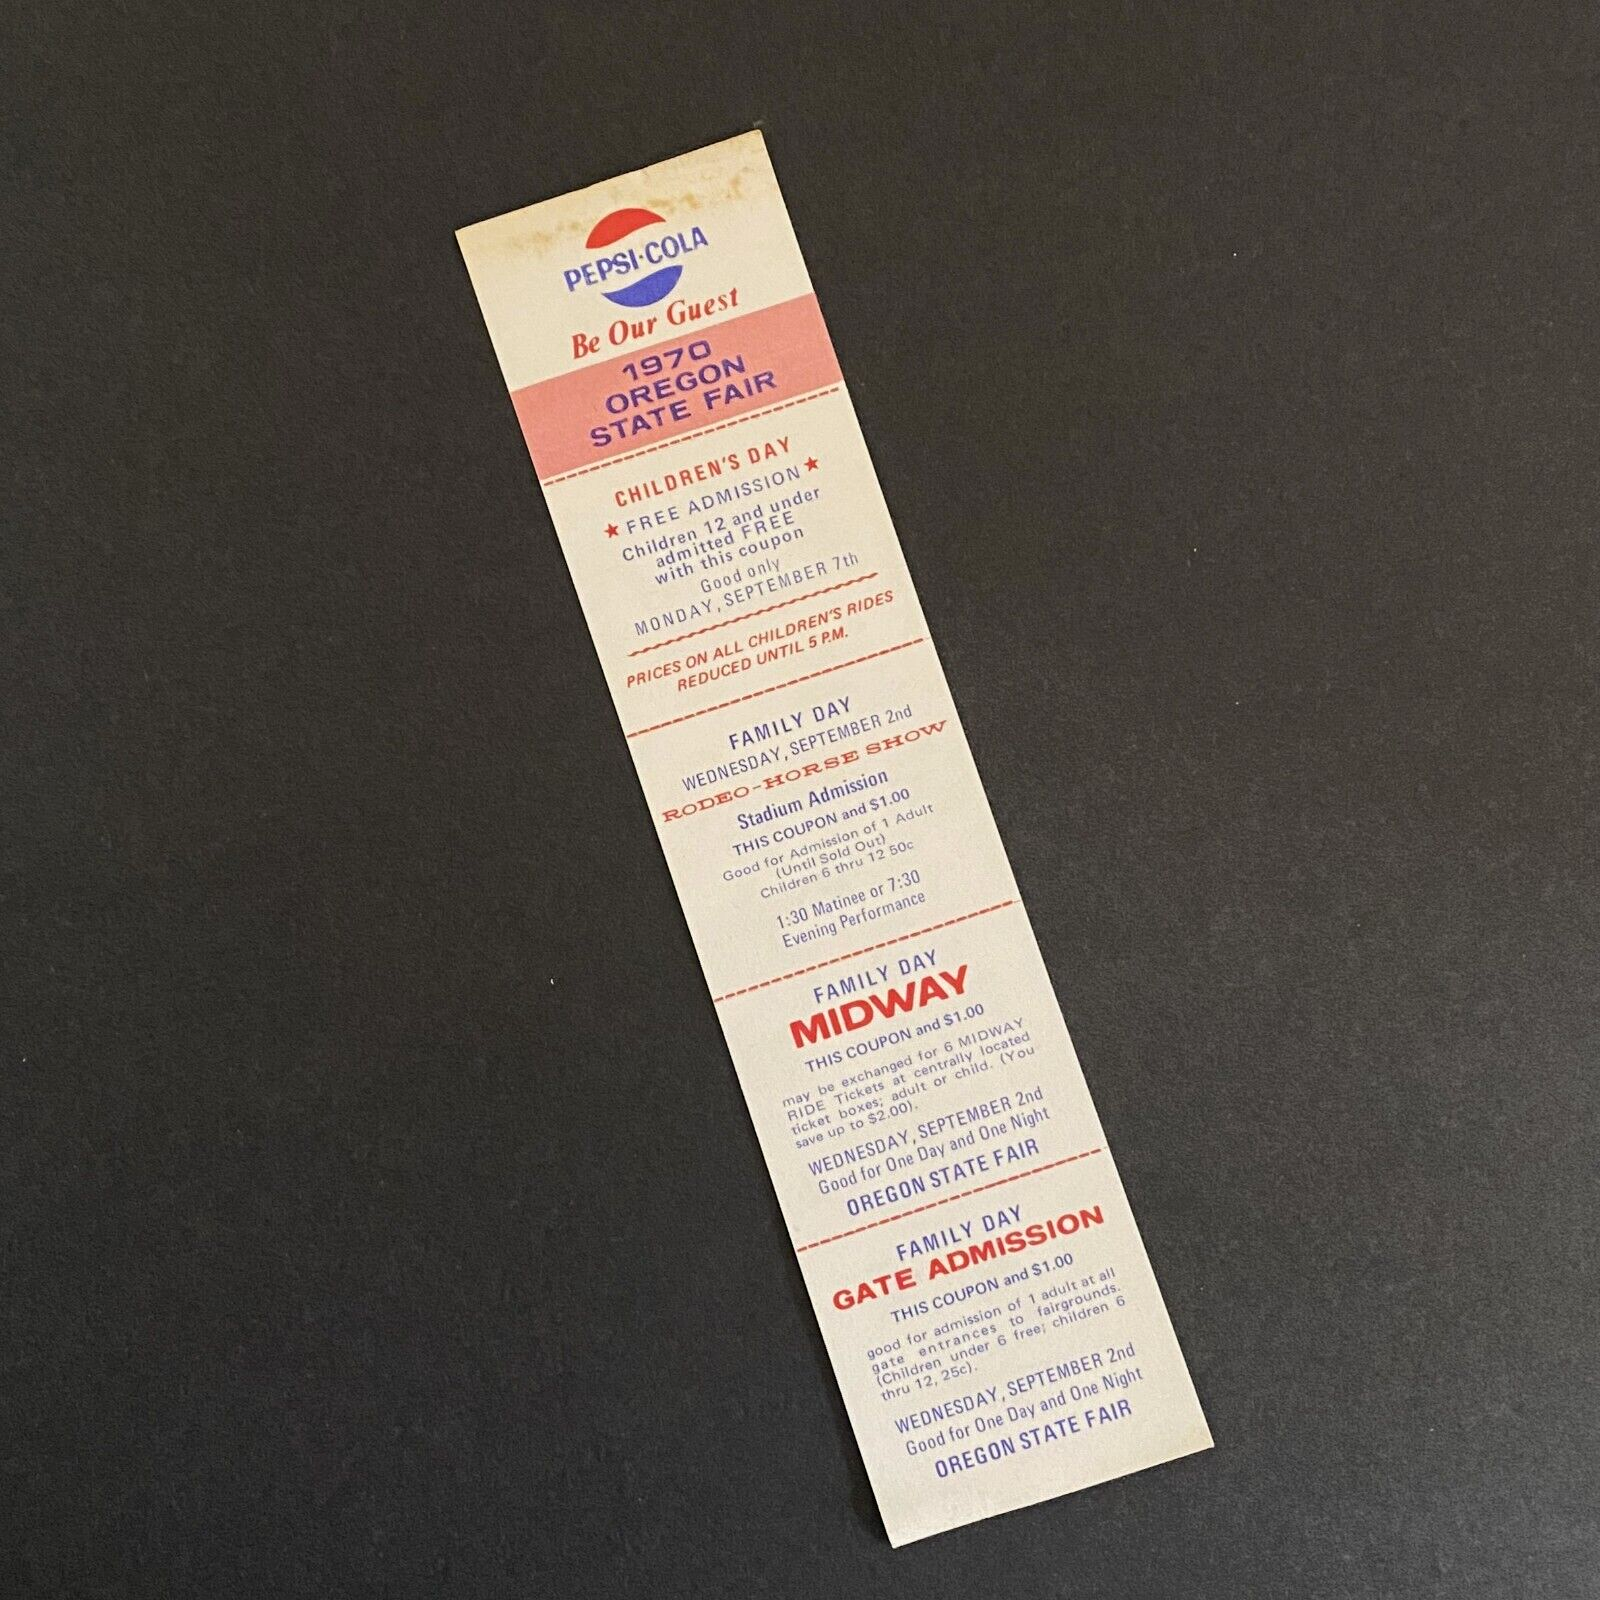 PEPSI·COLA
Be Our Guest
1970
OREGON
STATE FAIR
CHILDREN'S DAY
★ FREE ADMISSION ★
Children 12 and under
admitted FREE
with this coupon
Good only
MONDAY, SEPTEMBER 7th
PRICES ON ALL CHILDREN'S RIDES
REDUCED UNTIL 5 P.M.
FAMILY DAY
WEDNESDAY, SEPTEMBER 2nd
RODEO-HORSE SHOW
Stadium Admission
THIS COUPON and $1.00
Good for Admission of 1 Adult
(Until Sold Out)
Children 6 thru 12 50c
1:30 Matinee or 7:30
Evening Performance
FAMILY DAY
MIDWAY
THIS COUPON and $1.00
may be exchanged for 6 MIDWAY
RIDE Tickets at centrally located
ticket boxes; adult or child. (You
save up to $2.00).
WEDNESDAY, SEPTEMBER 2nd
Good for One Day and One Night
OREGON STATE FAIR
FAMILY DAY
GATE ADMISSION
THIS COUPON and $1.00
good for admission of 1 adult at all
gate entrances to fairgrounds.
(Children under 6 free; children 6
thru 12, 25c).
WEDNESDAY, SEPTEMBER 2nd
Good for One Day and One Night
OREGON STATE FAIR